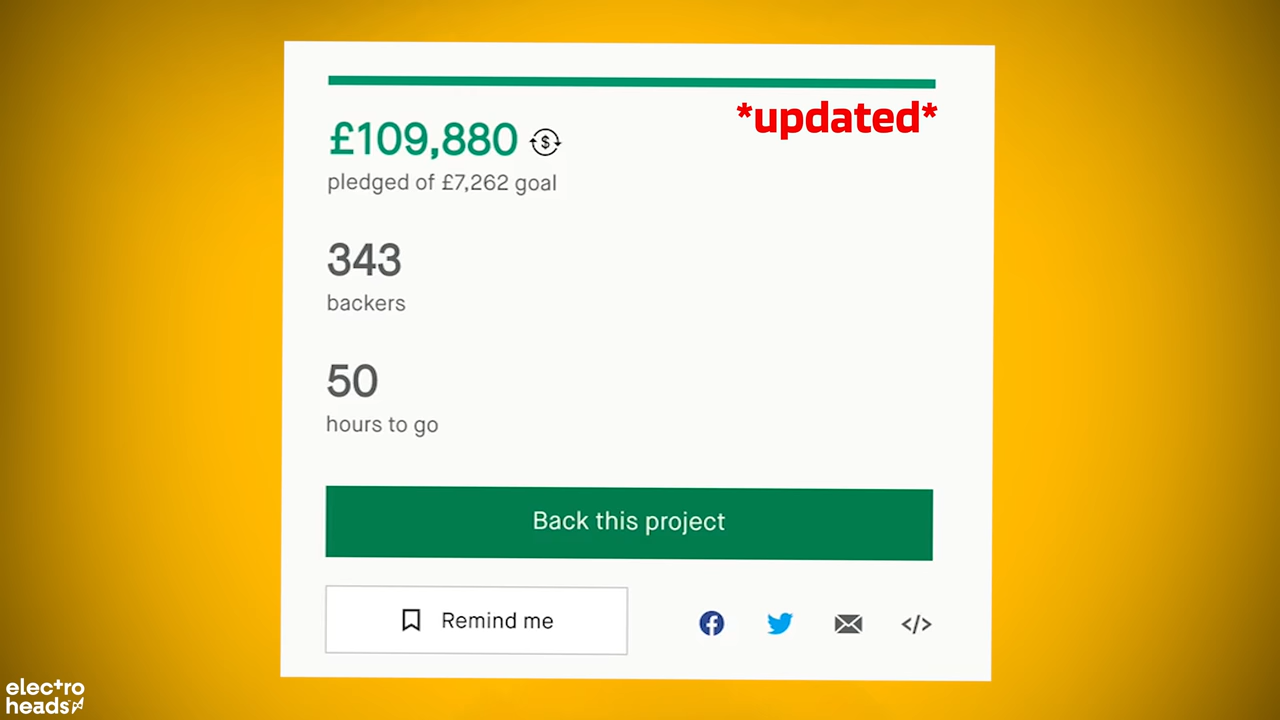 *updated*
£109,880
pledged of £7,262 goal
343
backers
50
hours to go
Back this project
Remind me
electro
heads